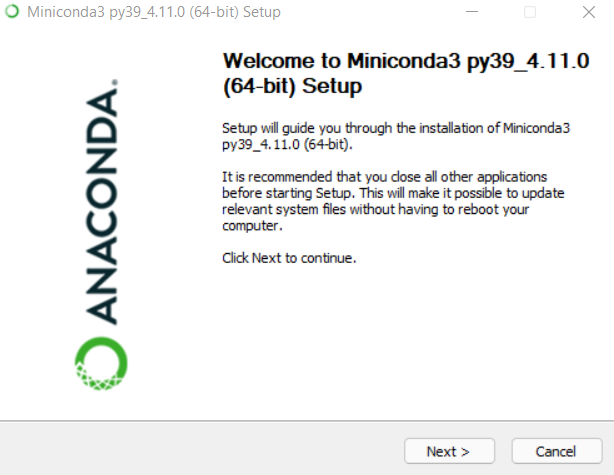 Miniconda3 py39_4.11.0 (64-bit) Setup
ANACONDA.
Welcome to Miniconda3 py39_4.11.0
(64-bit) Setup
Setup will guide you through the installation of Miniconda3
py39_4.11.0 (64-bit).
It is recommended that you close all other applications
before starting Setup. This will make it possible to update
relevant system files without having to reboot your
computer.
Click Next to continue.
Next >
Cancel